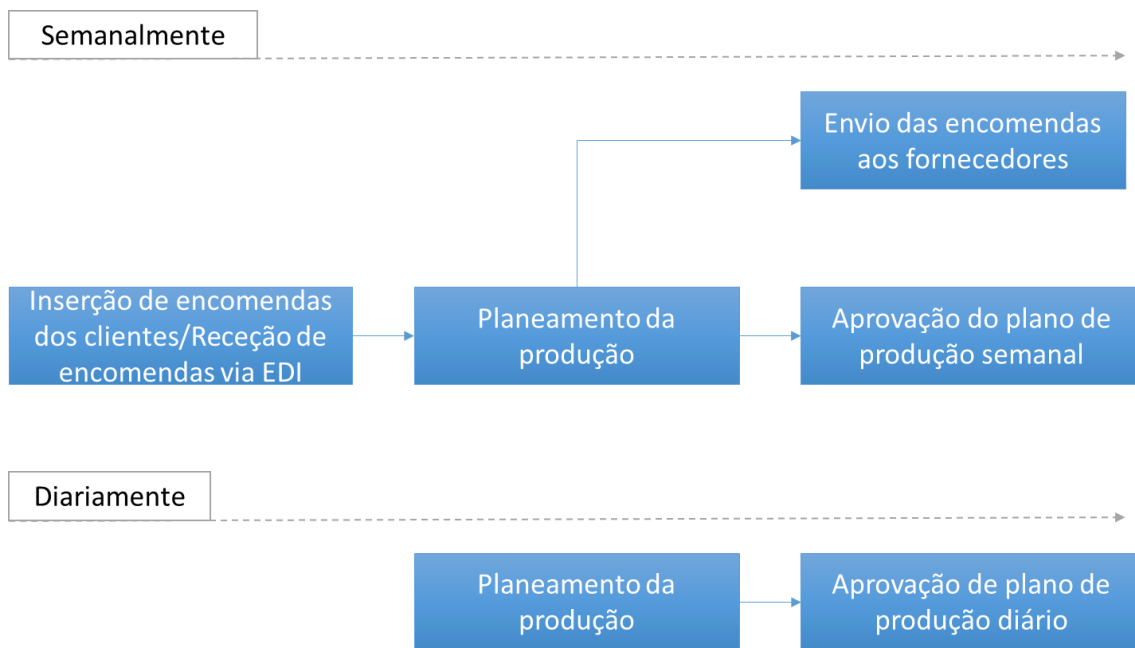 Semanalmente
Envio das encomendas
aos fornecedores
Inserção de encomendas
dos clientes/Receção de
encomendas via EDI
Planeamento da
produção
Aprovação do plano de
produção semanal
Diariamente
Planeamento da
produção
Aprovação de plano de
produção diário